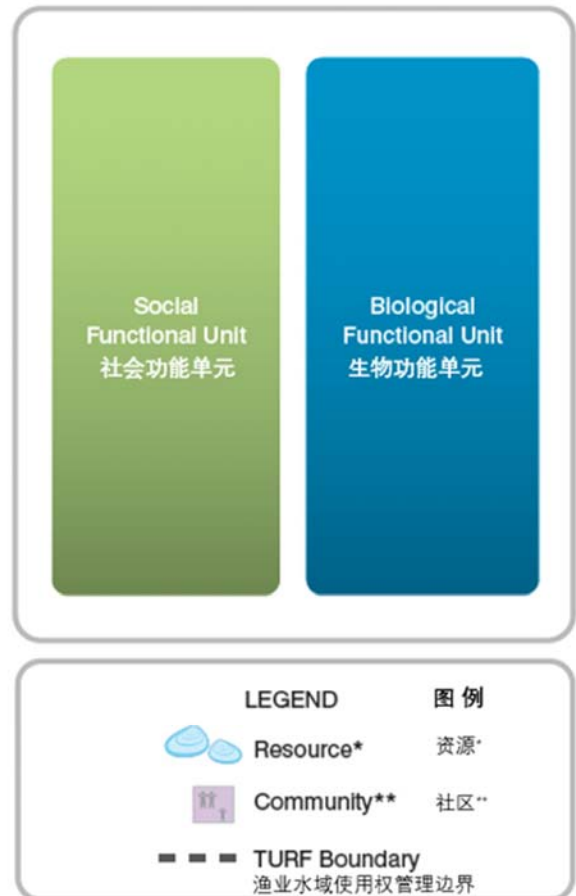 Social
Functional Unit
社会功能单元
Biological
Functional Unit
生物功能单元
LEGEND 图例
Resource* 资源*
Community** 社区**
TURF Boundary
渔业水域使用权管理边界